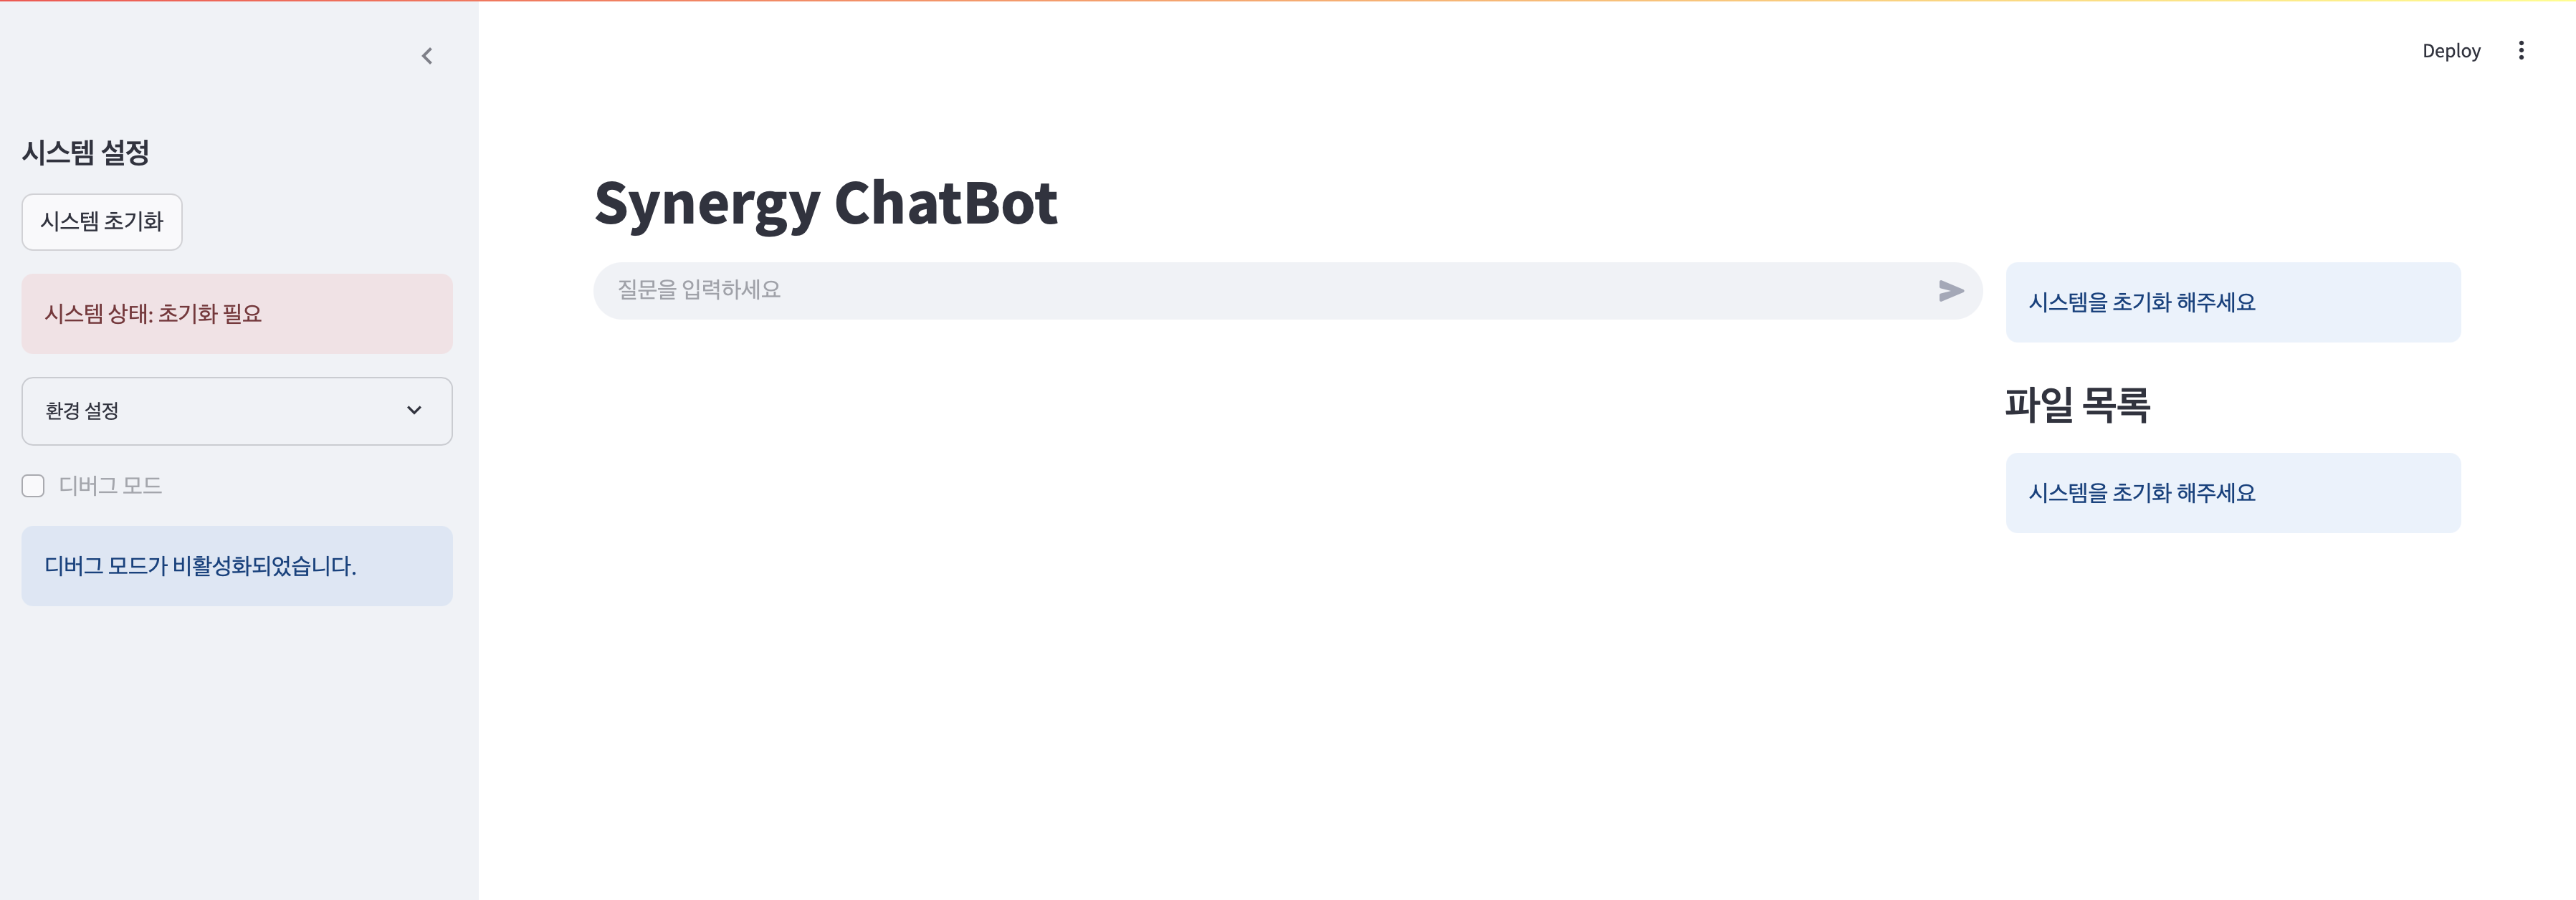 Deploy
시스템 설정
시스템 초기화
시스템 상태: 초기화 필요
환경 설정
디버그 모드
디버그 모드가 비활성화되었습니다.
Synergy ChatBot
질문을 입력하세요
시스템을 초기화 해주세요
파일 목록
시스템을 초기화 해주세요